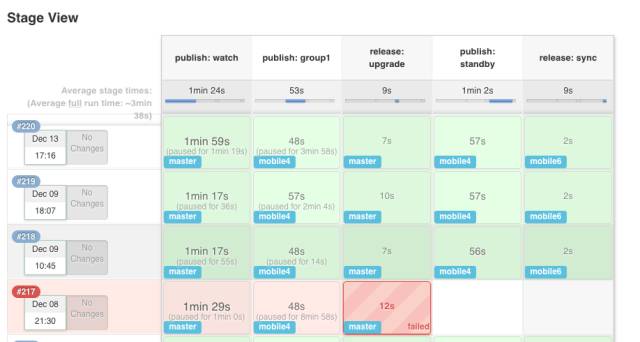 Stage View
publish: watch
publish: group1
release:
upgrade
publish:
standby
release: sync
Average stage times:
(Average full run time: ~3min
38s)
1min 24s
53s
9s
1min 2s
9s
#220
Dec 13
17:16
No
Changes
1min 59s
(paused for 1min 19s)
master
48s
(paused for 3min 58s)
mobile4
7s
master
57s
mobile4
2s
mobile6
#219
Dec 09
18:07
No
Changes
1min 17s
(paused for 36s)
master
57s
(paused for 2min 4s)
mobile4
10s
master
57s
mobile4
2s
mobile6
#218
Dec 09
10:45
No
Changes
1min 17s
(paused for 55s)
master
48s
(paused for 14s)
mobile4
7s
master
56s
mobile4
2s
mobile6
#217
Dec 08
21:30
No
Changes
1min 29s
(paused for 1min 0s)
master
48s
(paused for 8min 58s)
mobile4
12s
master
failed